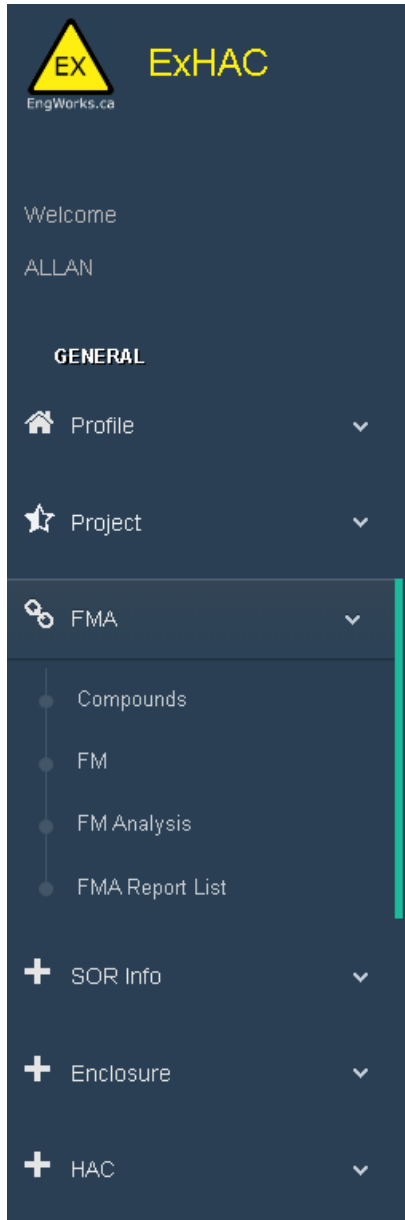 EX
ExHAC
EngWorks.ca
Welcome
ALLAN
GENERAL
Profile
Project
FMA
Compounds
FM
FM Analysis
FMA Report List
SOR Info
Enclosure
HAC